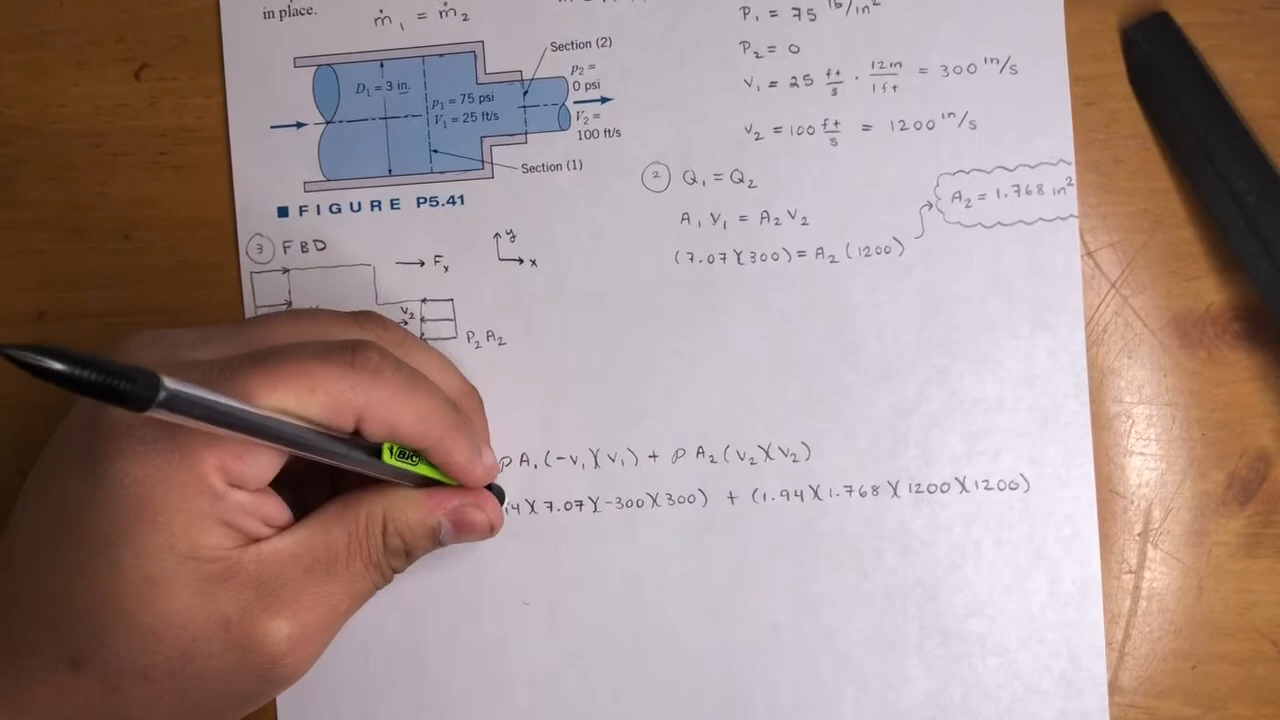 in place.
ṁ₁ = ṁ₂
Section (2)
D₁ = 3 in.
p₁ = 75 psi
V₁ = 25 ft/s
p₂ =
0 psi
V₂ =
100 ft/s
Section (1)
■ FIGURE P5.41
P₁ = 75 lb/in²
P₂ = 0
V₁ = 25 ft/s · 12in/1ft = 300 in/s
V₂ = 100 ft/s = 1200 in/s
② Q₁ = Q₂
A₁ V₁ = A₂ V₂
(7.07)(300) = A₂ (1200)
A₂ = 1.768 in²
③ FBD
Fₓ
y
x
V₂
P₂ A₂
ρ A₁ (-V₁)(V₁) + ρ A₂ (V₂)(V₂)
4)(7.07)(-300)(300) + (1.94)(1.768)(1200)(1200)
BIC